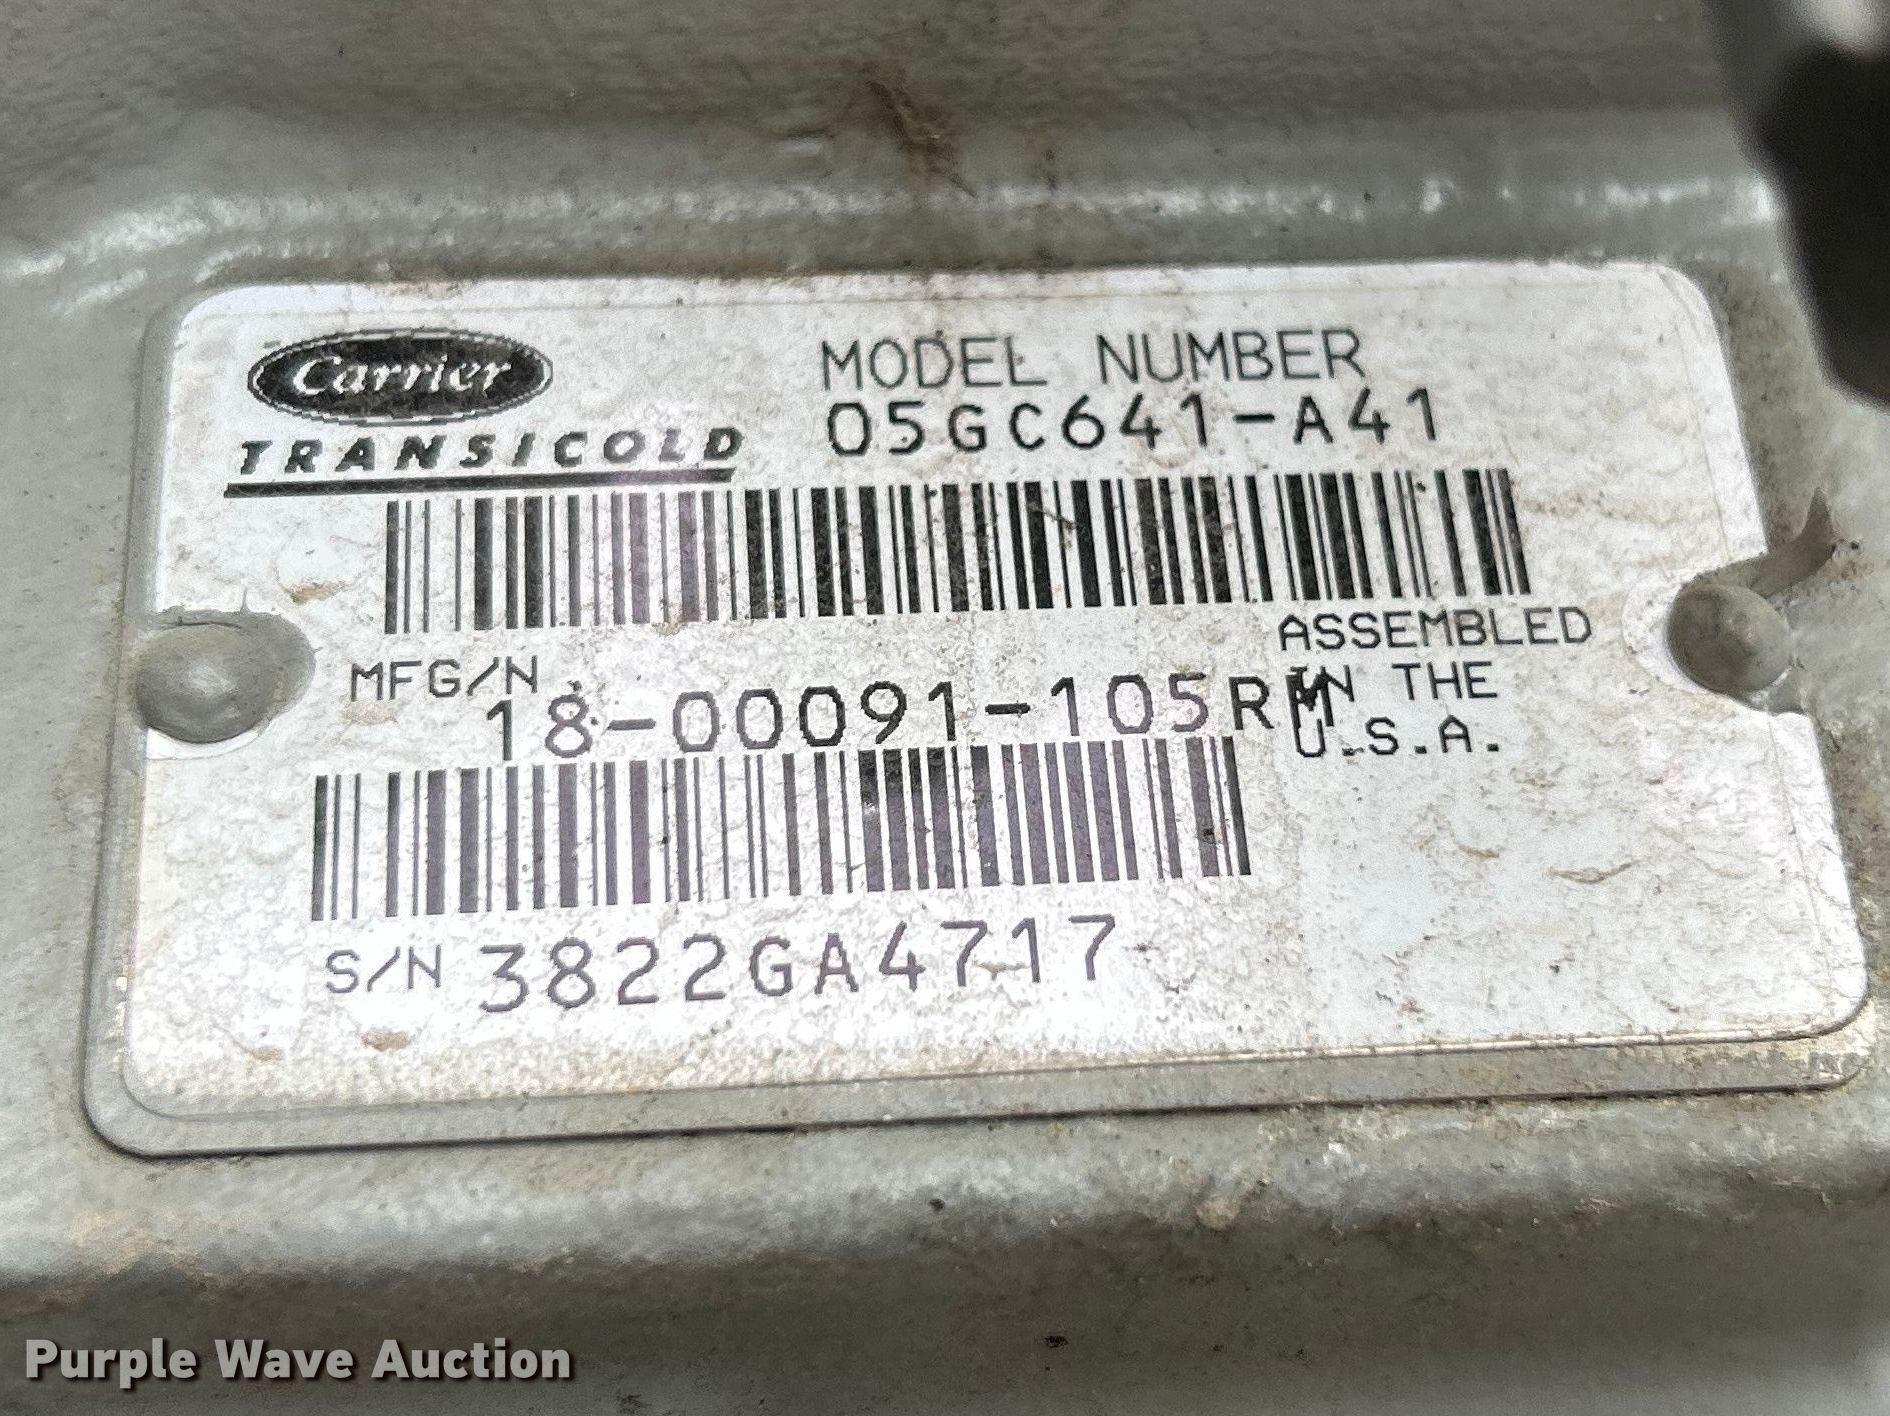 Carrier
TRANSICOLD
MODEL NUMBER
05GC641-A41
MFG/N
18-00091-105RM
ASSEMBLED
IN THE
U.S.A.
S/N 3822GA4717
Purple Wave Auction